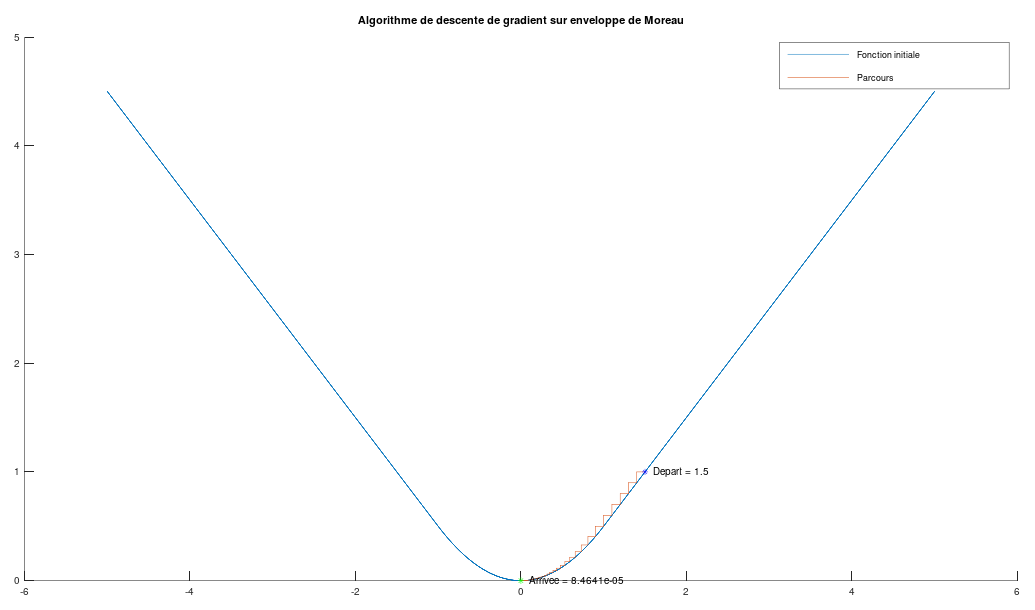 Algorithme de descente de gradient sur enveloppe de Moreau
5
Fonction initiale
Parcours
4
3
2
1
Depart = 1.5
0
Arrivee = 8.4641e-05
-6
-4
-2
0
2
4
6